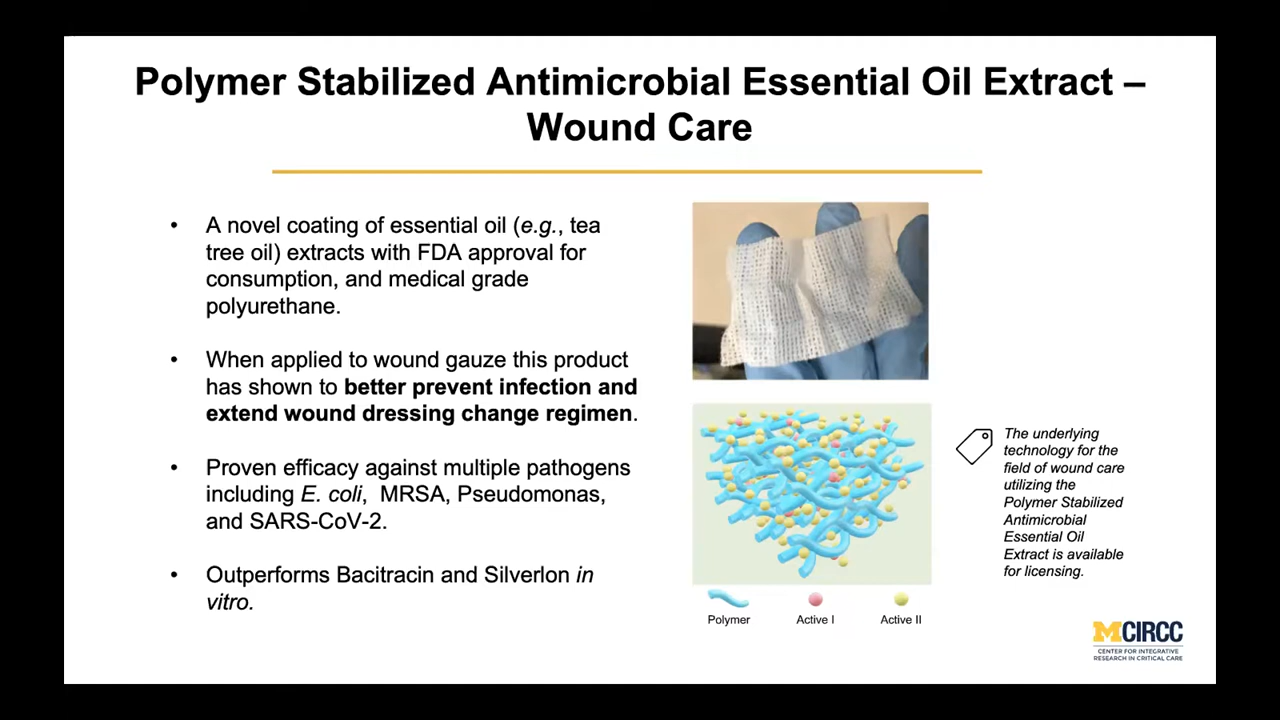 Polymer Stabilized Antimicrobial Essential Oil Extract –
Wound Care
• A novel coating of essential oil (e.g., tea
tree oil) extracts with FDA approval for
consumption, and medical grade
polyurethane.
• When applied to wound gauze this product
has shown to better prevent infection and
extend wound dressing change regimen.
• Proven efficacy against multiple pathogens
including E. coli, MRSA, Pseudomonas,
and SARS-CoV-2.
• Outperforms Bacitracin and Silverlon in
vitro.
Polymer
Active I
Active II
The underlying
technology for the
field of wound care
utilizing the
Polymer Stabilized
Antimicrobial
Essential Oil
Extract is available
for licensing.
MCIRCC
CENTER FOR INTEGRATIVE
RESEARCH IN CRITICAL CARE